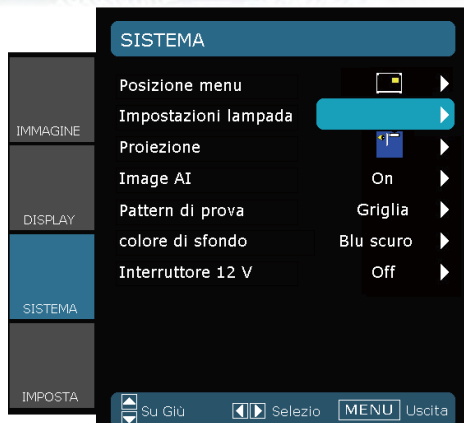 SISTEMA
IMMAGINE
DISPLAY
SISTEMA
IMPOSTA
Posizione menu
Impostazioni lampada
Proiezione
Image AI On
Pattern di prova Griglia
colore di sfondo Blu scuro
Interruttore 12 V Off
Su Giù Selezio MENU Uscita